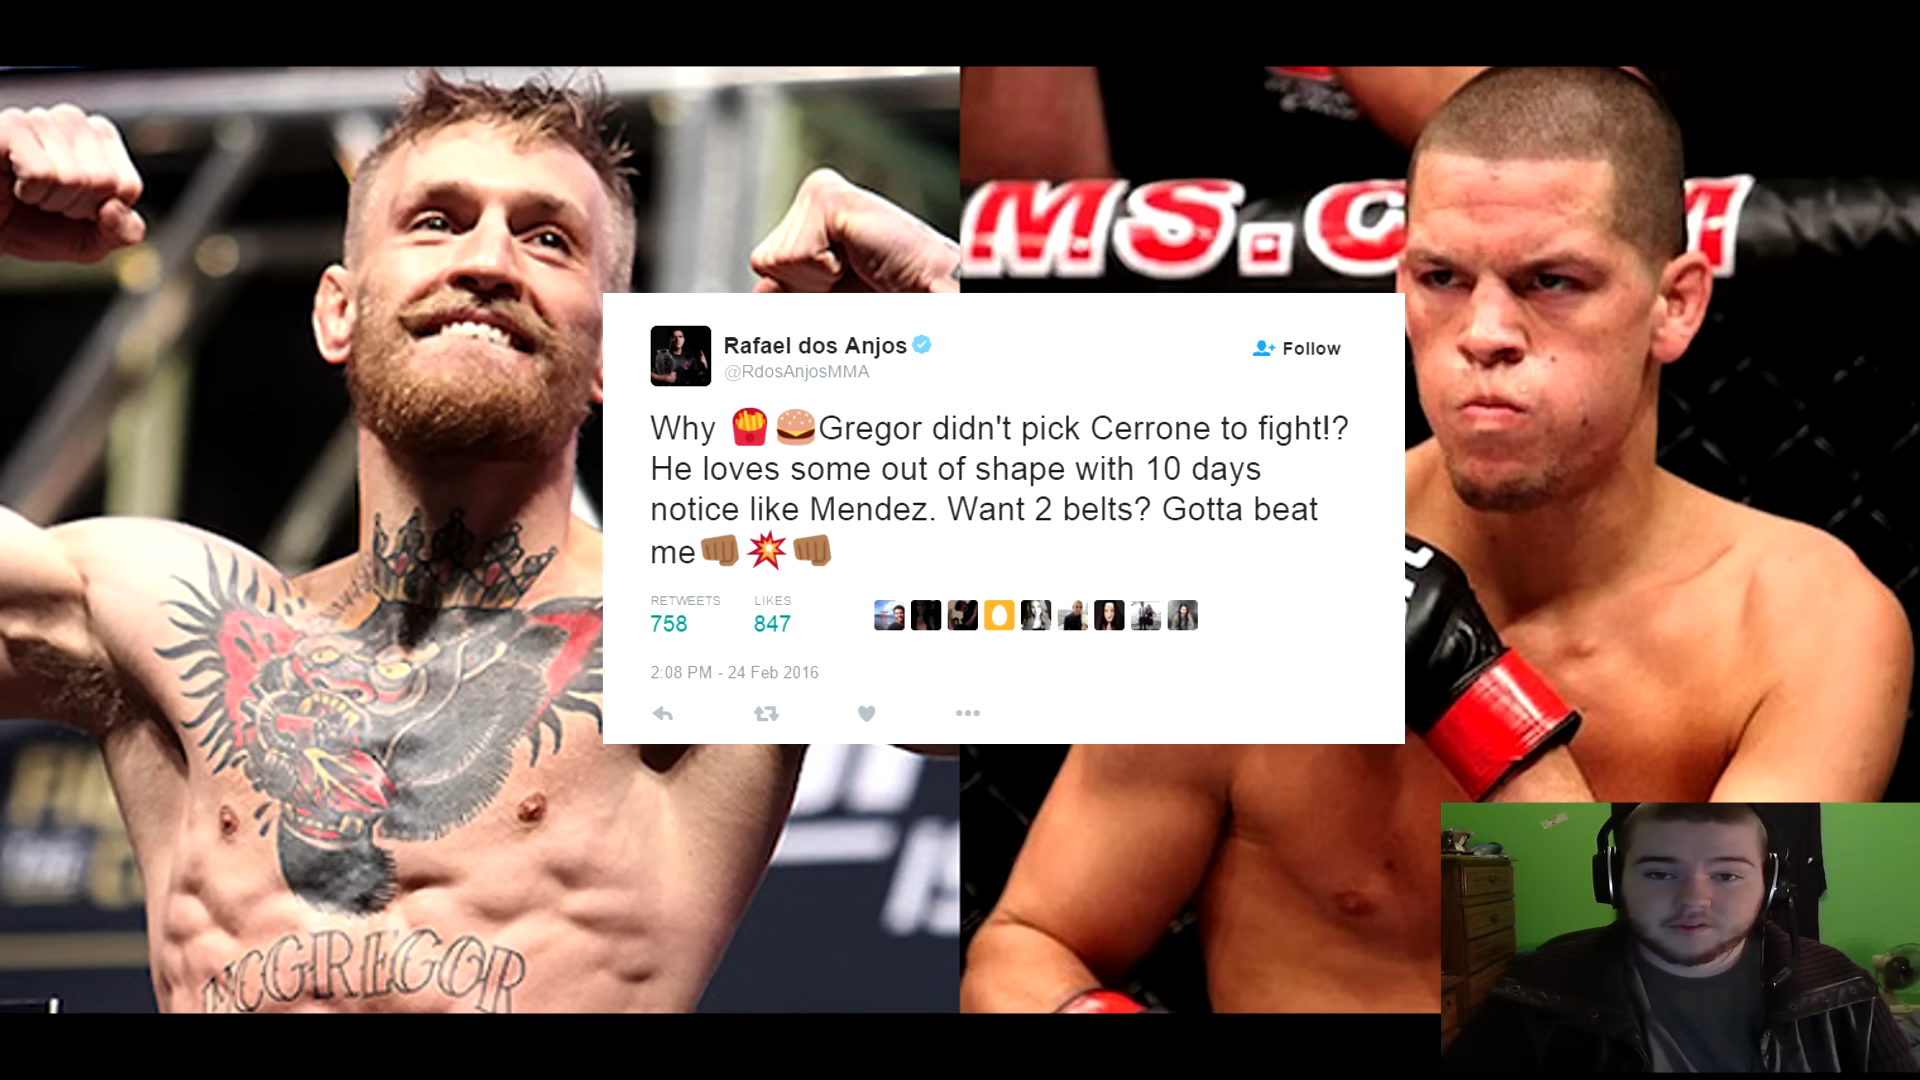 MS.C M
Rafael dos Anjos
@RdosAnjosMMA
Follow
Why 🍟🍔Gregor didn't pick Cerrone to fight!?
He loves some out of shape with 10 days
notice like Mendez. Want 2 belts? Gotta beat
me👊🏾💥👊🏾
RETWEETS LIKES
758 847
2:08 PM - 24 Feb 2016
MCGREGOR